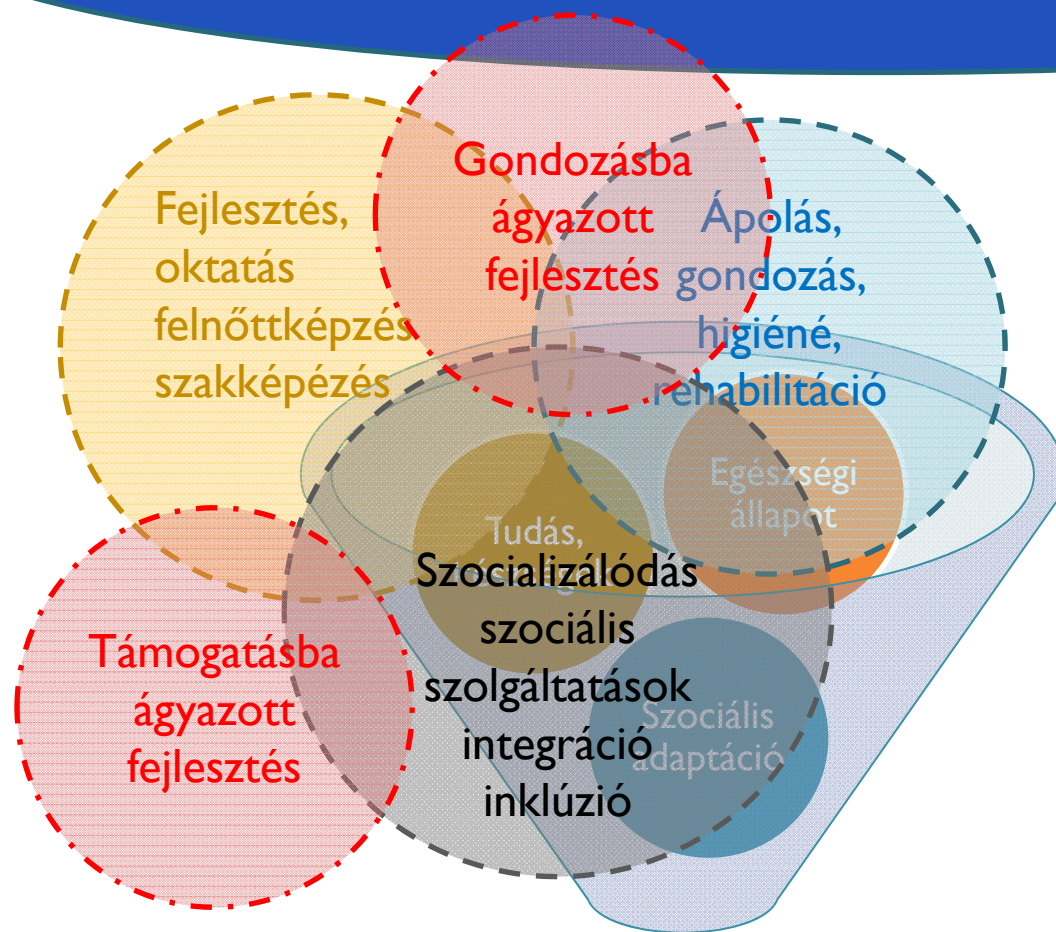 Gondozásba
ágyazott
fejlesztés
Fejlesztés,
oktatás
felnőttképzés
szakképézés
Ápolás,
gondozás,
higiéné,
rehabilitáció
Egészségi
állapot
Tudás,
Szocializálódás
szociális
szolgáltatások
integráció
inklúzió
Szociális
adaptáció
Támogatásba
ágyazott
fejlesztés